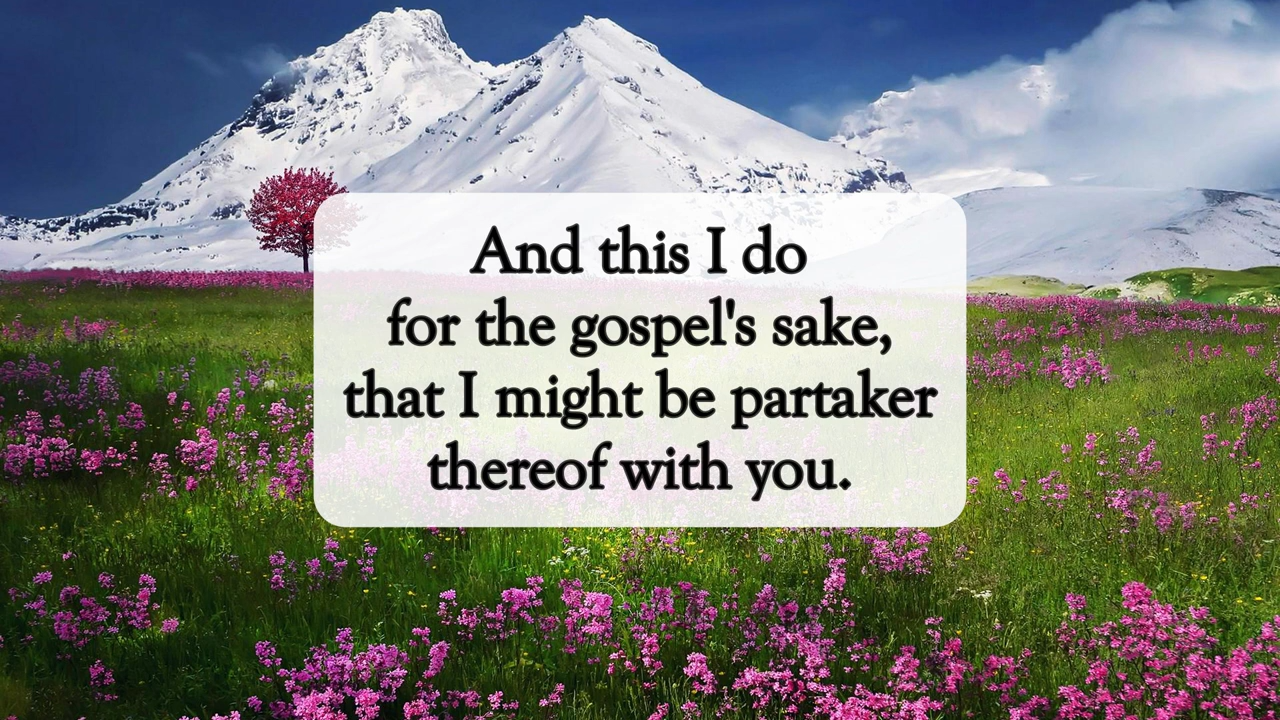 And this I do
for the gospel's sake,
that I might be partaker
thereof with you.